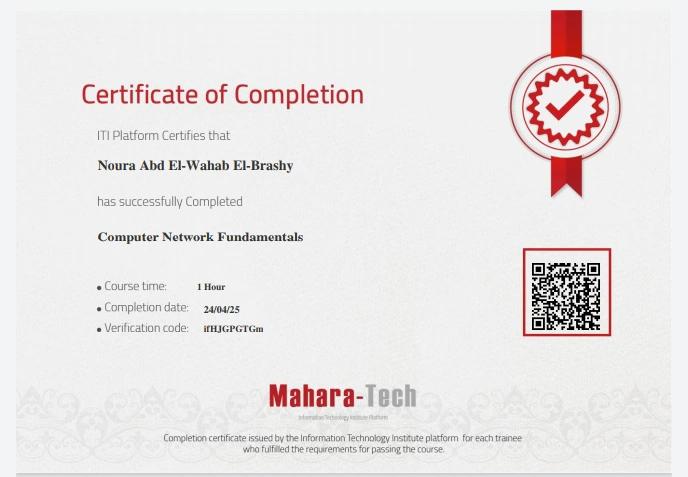 Certificate of Completion
ITI Platform Certifies that
Noura Abd El-Wahab El-Brashy
has successfully Completed
Computer Network Fundamentals
• Course time: 1 Hour
• Completion date: 24/04/25
• Verification code: ifHJGPGTGm
Mahara-Tech
Information Technology Institute Platform
Completion certificate issued by the Information Technology Institute platform for each trainee
who fulfilled the requirements for passing the course.